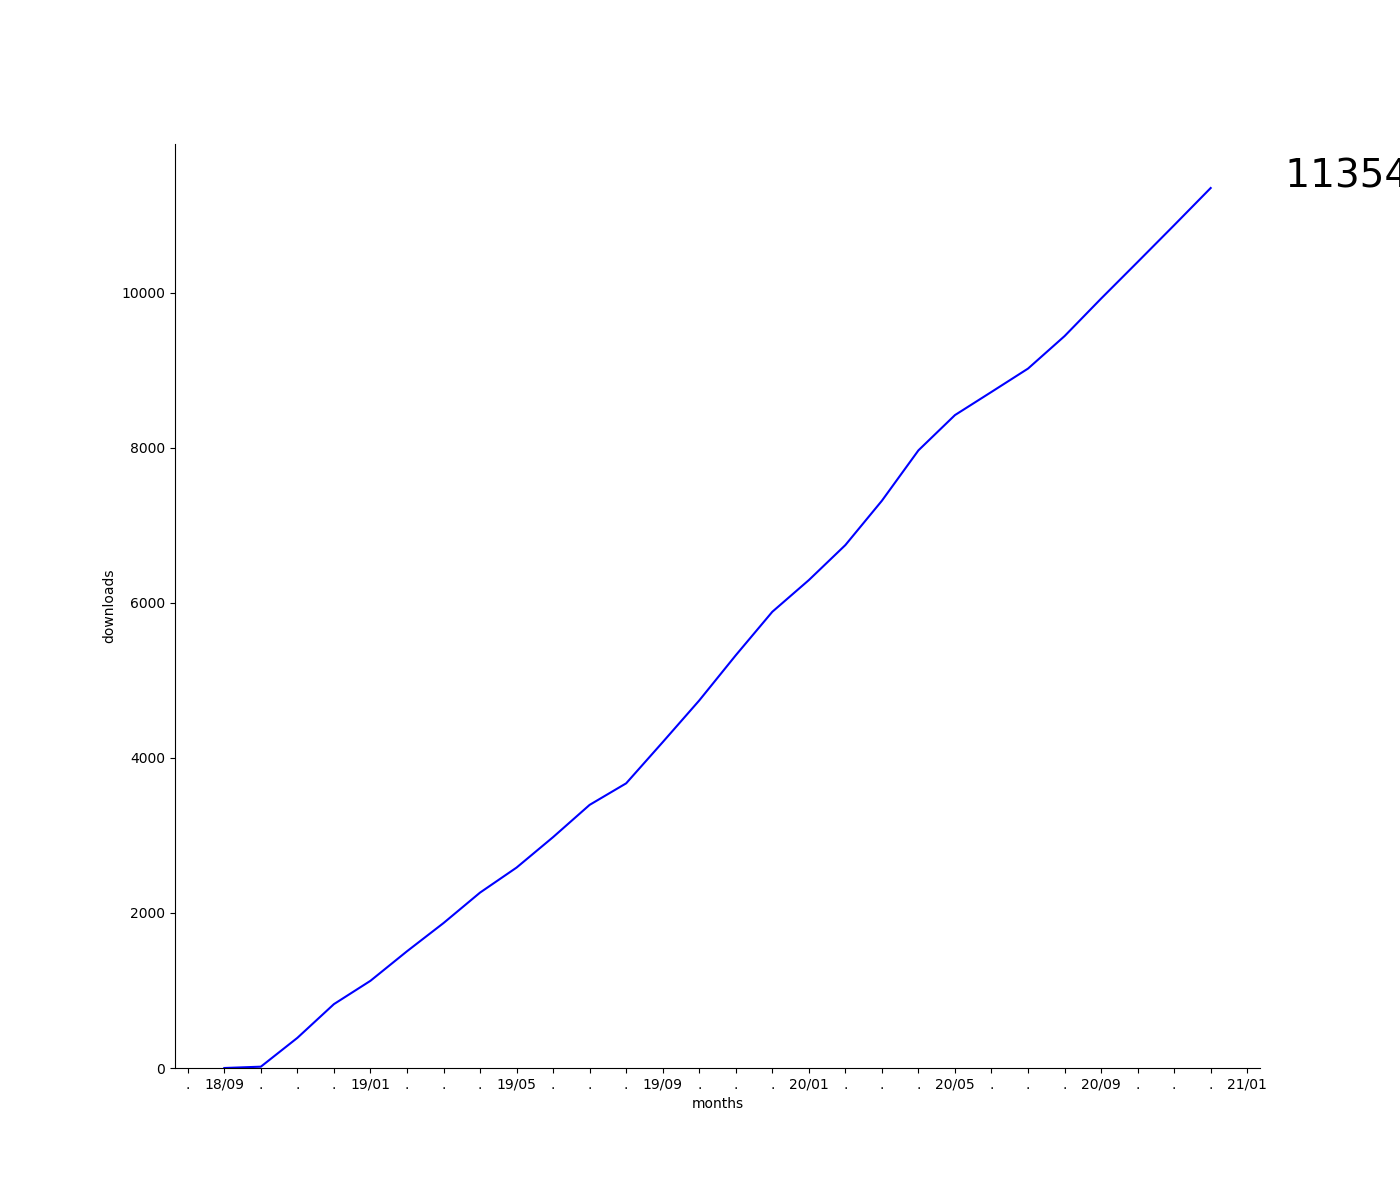 11354
10000
8000
6000
4000
2000
0
downloads
. 18/09 . . . 19/01 . . . 19/05 . . . 19/09 . . . 20/01 . . . 20/05 . . . 20/09 . . . 21/01
months